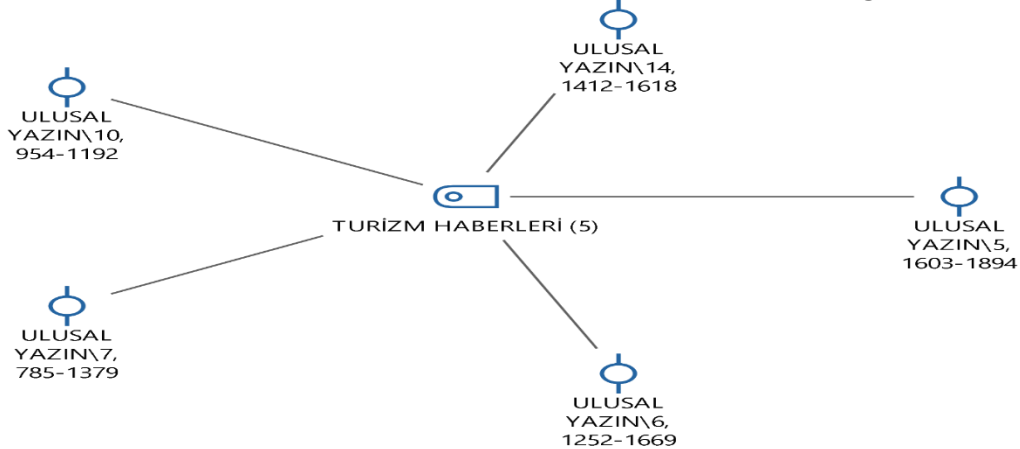 ULUSAL
YAZIN\14,
1412-1618
ULUSAL
YAZIN\10,
954-1192
TURİZM HABERLERİ (5)
ULUSAL
YAZIN\5,
1603-1894
ULUSAL
YAZIN\7,
785-1379
ULUSAL
YAZIN\6,
1252-1669